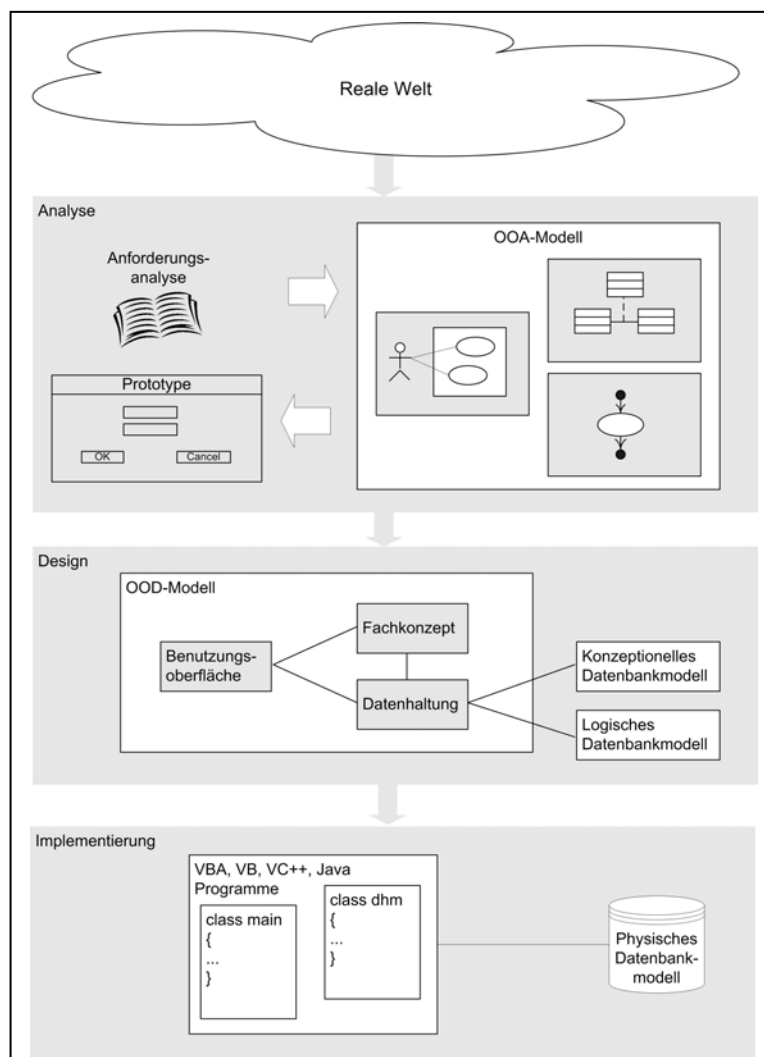 Reale Welt
Analyse
Anforderungs-
analyse
OOA-Modell
Prototype
OK
Cancel
Design
OOD-Modell
Benutzungs-
oberfläche
Fachkonzept
Datenhaltung
Konzeptionelles
Datenbankmodell
Logisches
Datenbankmodell
Implementierung
VBA, VB, VC++, Java
Programme
class main
{
...
}
class dhm
{
...
}
Physisches
Datenbank-
modell